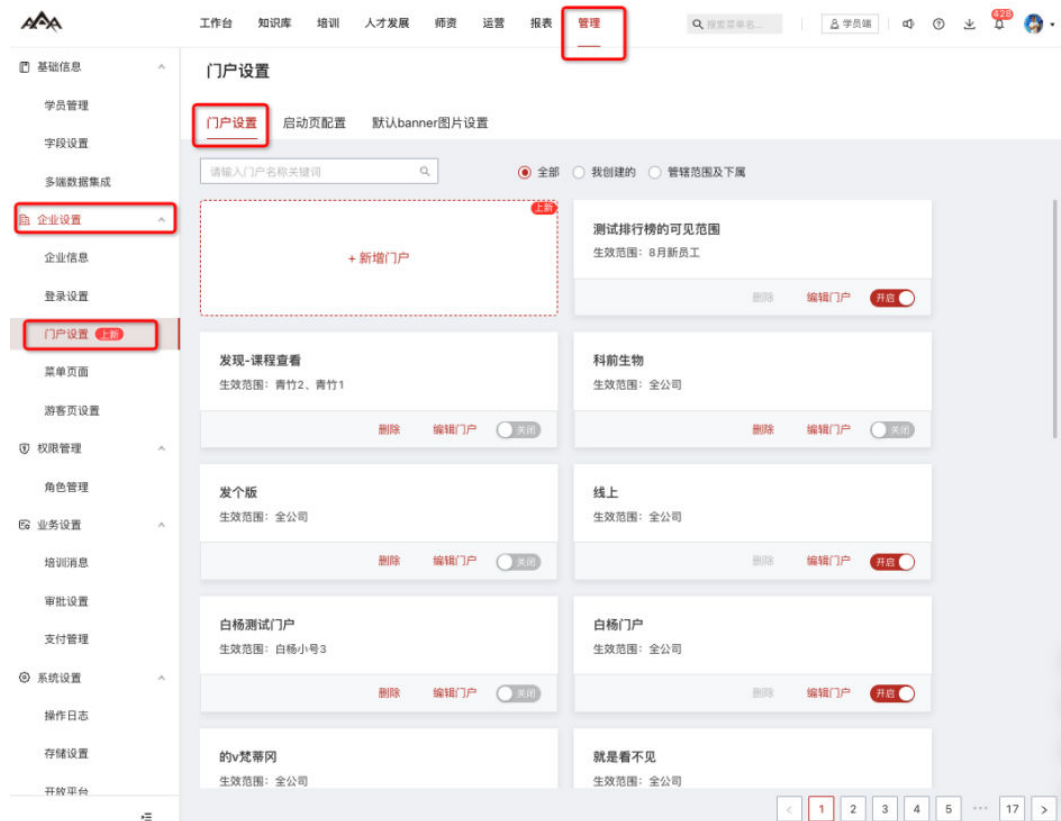 工作台 知识库 培训 人才发展 师资 运营 报表 管理 搜索菜单名... 学员端 428
基础信息
学员管理
字段设置
多端数据集成
企业设置
企业信息
登录设置
门户设置 上新
菜单页面
游客页设置
权限管理
角色管理
业务设置
培训消息
审批设置
支付管理
系统设置
操作日志
存储设置
开放平台
门户设置
门户设置 启动页配置 默认banner图片设置
请输入门户名称关键词 全部 我创建的 管辖范围及下属
上新
+ 新增门户
测试排行榜的可见范围
生效范围：8月新员工
删除 编辑门户 开启
发现-课程查看
生效范围：青竹2、青竹1
删除 编辑门户 关闭
科前生物
生效范围：全公司
删除 编辑门户 关闭
发个版
生效范围：全公司
删除 编辑门户 关闭
线上
生效范围：全公司
删除 编辑门户 开启
白杨测试门户
生效范围：白杨小号3
删除 编辑门户 关闭
白杨门户
生效范围：全公司
删除 编辑门户 开启
的v梵蒂冈
生效范围：全公司
就是看不见
生效范围：全公司
< 1 2 3 4 5 ··· 17 >